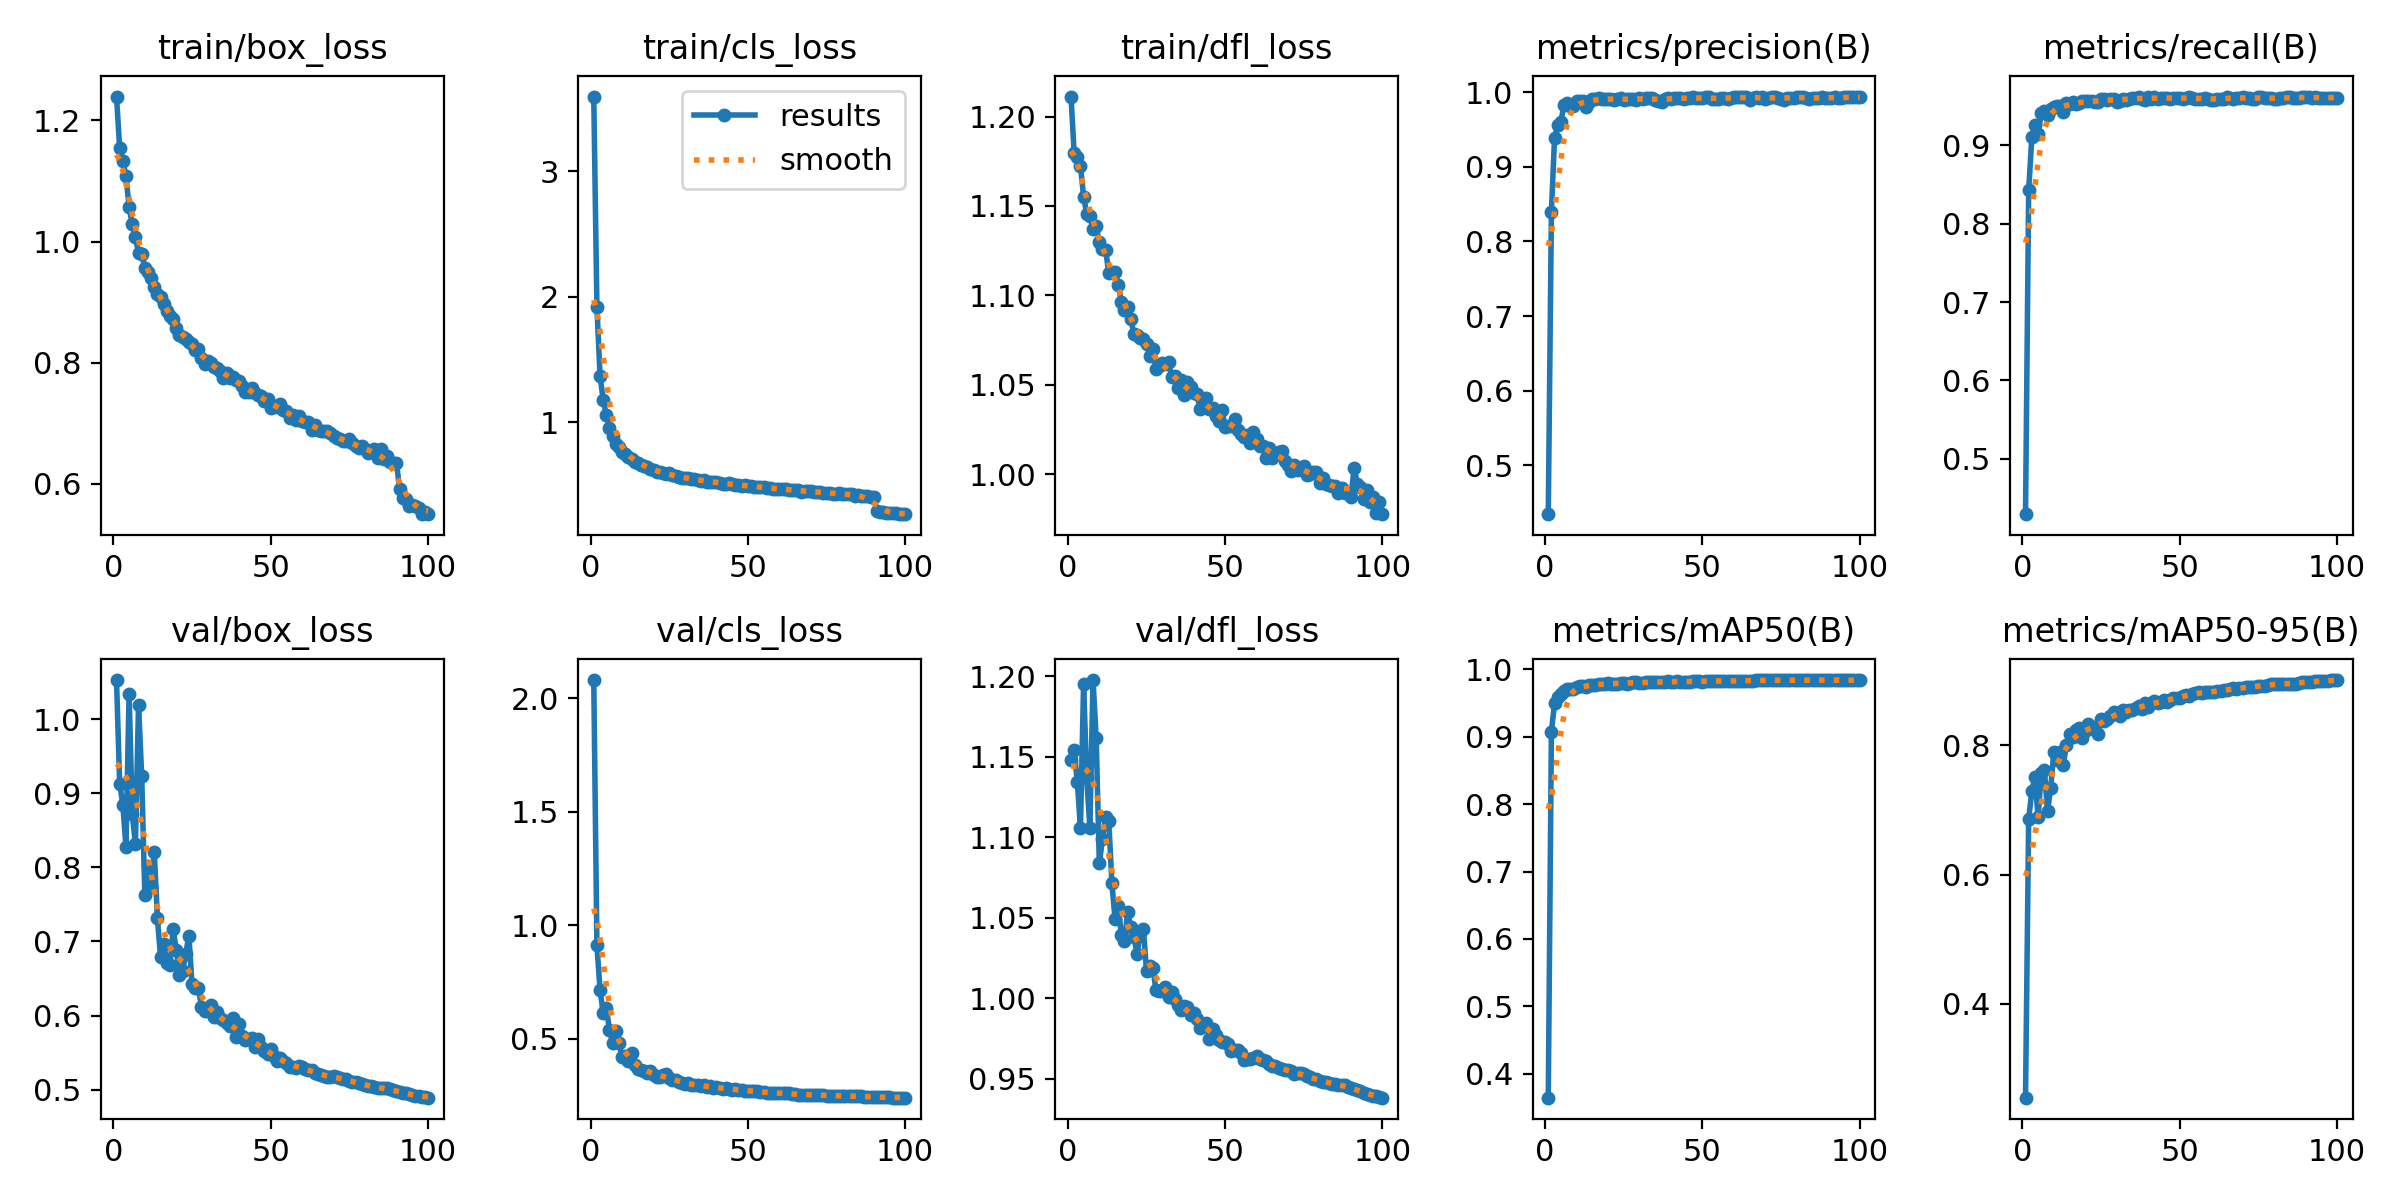 train/box_loss
1.2
1.0
0.8
0.6
0 50 100
train/cls_loss
results
smooth
3
2
1
0 50 100
train/dfl_loss
1.20
1.15
1.10
1.05
1.00
0 50 100
metrics/precision(B)
1.0
0.9
0.8
0.7
0.6
0.5
0 50 100
metrics/recall(B)
0.9
0.8
0.7
0.6
0.5
0 50 100
val/box_loss
1.0
0.9
0.8
0.7
0.6
0.5
0 50 100
val/cls_loss
2.0
1.5
1.0
0.5
0 50 100
val/dfl_loss
1.20
1.15
1.10
1.05
1.00
0.95
0 50 100
metrics/mAP50(B)
1.0
0.9
0.8
0.7
0.6
0.5
0.4
0 50 100
metrics/mAP50-95(B)
0.8
0.6
0.4
0 50 100